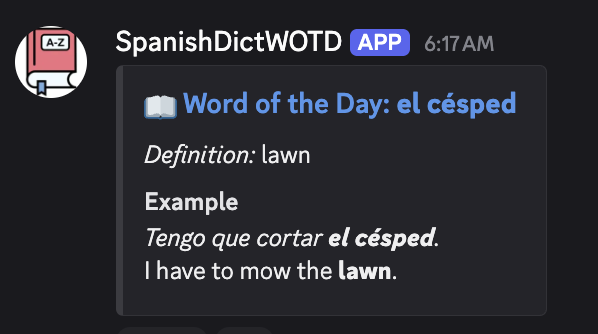 A-Z
SpanishDictWOTD APP 6:17 AM
📖 Word of the Day: el césped
Definition: lawn
Example
Tengo que cortar el césped.
I have to mow the lawn.